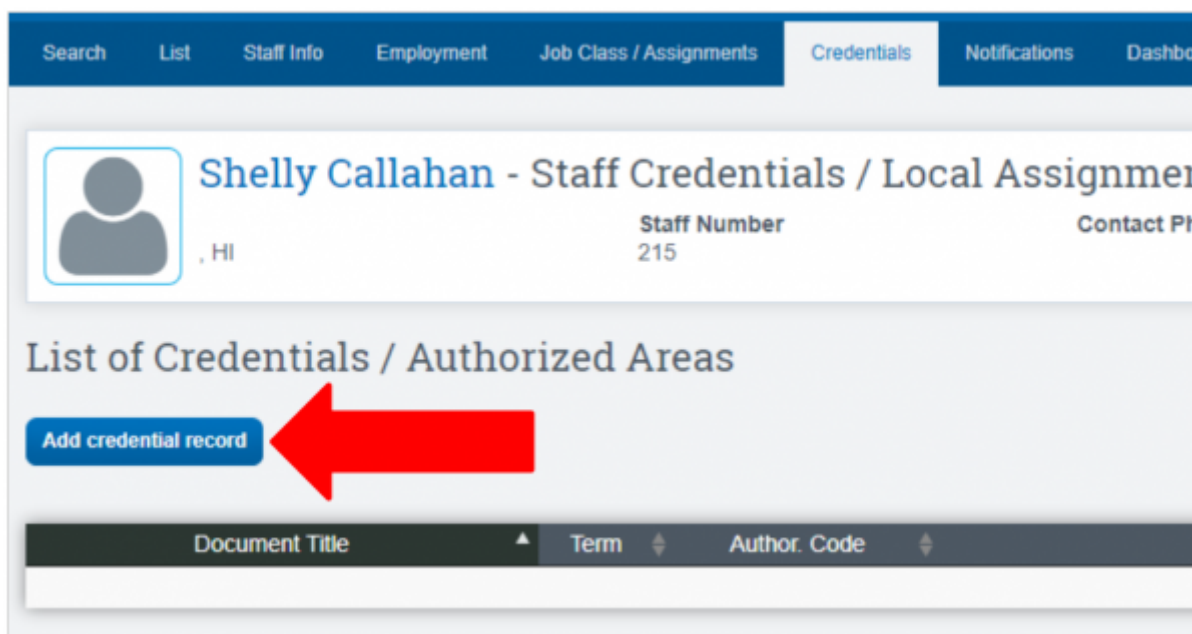 Search List Staff Info Employment Job Class / Assignments Credentials Notifications
Shelly Callahan - Staff Credentials / Local
Staff Number Contact
, HI 215
List of Credentials / Authorized Areas
Add credential record
Document Title Term Author. Code